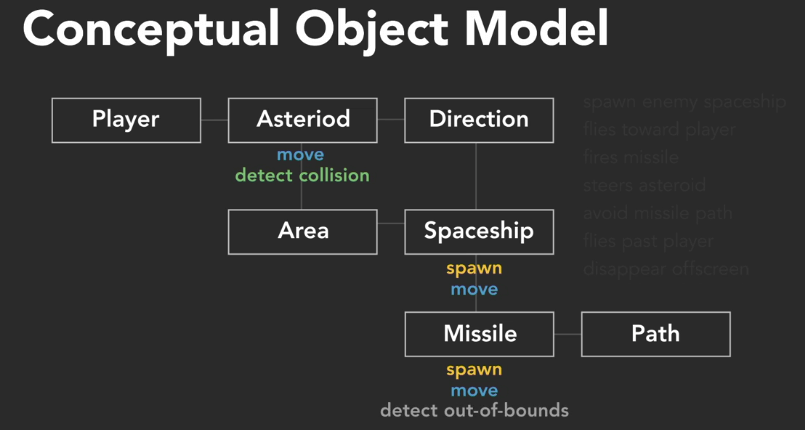 Conceptual Object Model
Player
Asteriod
Direction
move
detect collision
Area
Spaceship
spawn
move
Missile
Path
spawn
move
detect out-of-bounds
spawn enemy spaceship
flies toward player
fires missile
steers asteroid
avoid missile path
flies past player
disappear offscreen